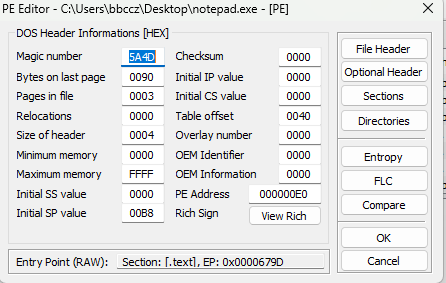 PE Editor - C:\Users\bbccz\Desktop\notepad.exe - [PE]
DOS Header Informations [HEX]
Magic number 5A4D Checksum 0000
Bytes on last page 0090 Initial IP value 0000
Pages in file 0003 Initial CS value 0000
Relocations 0000 Table offset 0040
Size of header 0004 Overlay number 0000
Minimum memory 0000 OEM Identifier 0000
Maximum memory FFFF OEM Information 0000
Initial SS value 0000 PE Address 000000E0
Initial SP value 00B8 Rich Sign View Rich
File Header
Optional Header
Sections
Directories
Entropy
FLC
Compare
OK
Cancel
Entry Point (RAW): Section: [.text], EP: 0x0000679D